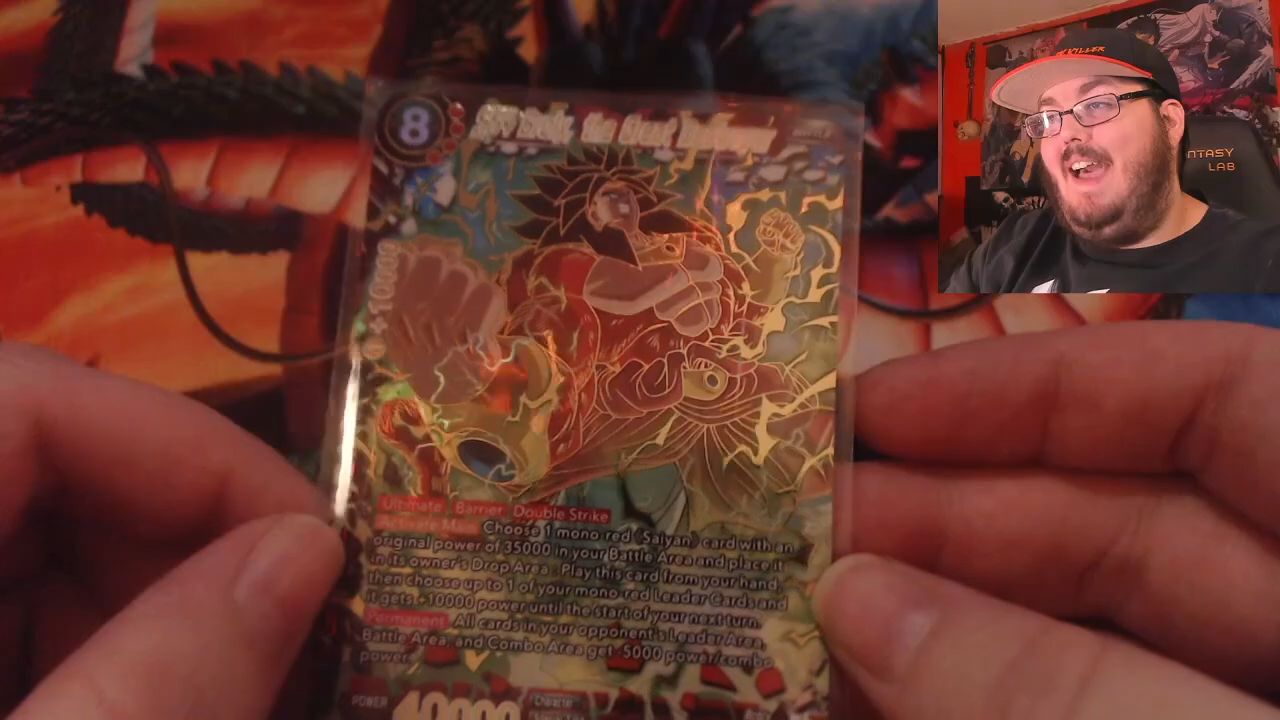 8
SS4 Broly, the Great Destroyer
+10000
Ultimate Barrier Double Strike
Activate Main Choose 1 mono-red 《Saiyan》 card with an
original power of 35000 in your Battle Area and place it
in its owner's Drop Area : Play this card from your hand,
then choose up to 1 of your mono-red Leader Cards and
it gets +10000 power until the start of your next turn.
Permanent All cards in your opponent's Leader Area,
Battle Area, and Combo Area get -5000 power/combo
power.
POWER 40000 Character
KILLER
NTASY
LAB